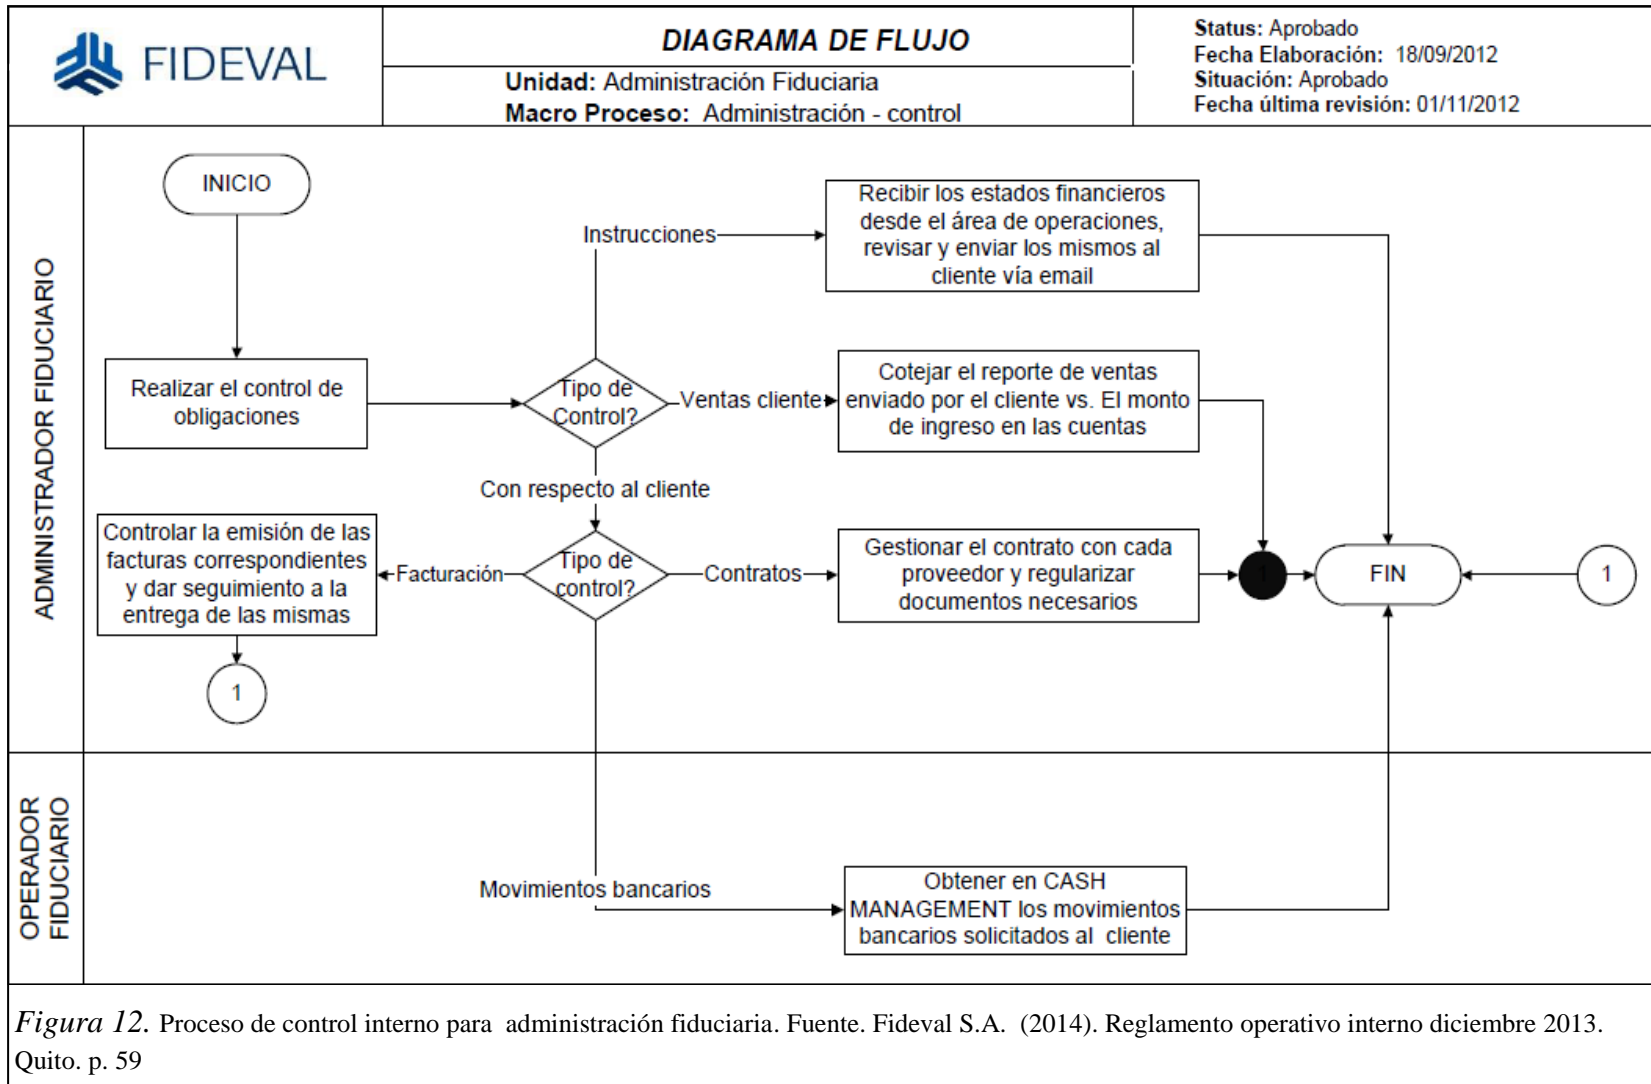 FIDEVAL
DIAGRAMA DE FLUJO
Unidad: Administración Fiduciaria
Macro Proceso: Administración - control
Status: Aprobado
Fecha Elaboración: 18/09/2012
Situación: Aprobado
Fecha última revisión: 01/11/2012
ADMINISTRADOR FIDUCIARIO
INICIO
Instrucciones
Recibir los estados financieros
desde el área de operaciones,
revisar y enviar los mismos al
cliente vía email
Realizar el control de
obligaciones
Tipo de
Control?
Ventas cliente
Cotejar el reporte de ventas
enviado por el cliente vs. El monto
de ingreso en las cuentas
Con respecto al cliente
Controlar la emisión de las
facturas correspondientes
y dar seguimiento a la
entrega de las mismas
Facturación
Tipo de
control?
Contratos
Gestionar el contrato con cada
proveedor y regularizar
documentos necesarios
1
FIN
1
1
OPERADOR
FIDUCIARIO
Movimientos bancarios
Obtener en CASH
MANAGEMENT los movimientos
bancarios solicitados al cliente
Figura 12. Proceso de control interno para administración fiduciaria. Fuente. Fideval S.A. (2014). Reglamento operativo interno diciembre 2013.
Quito. p. 59